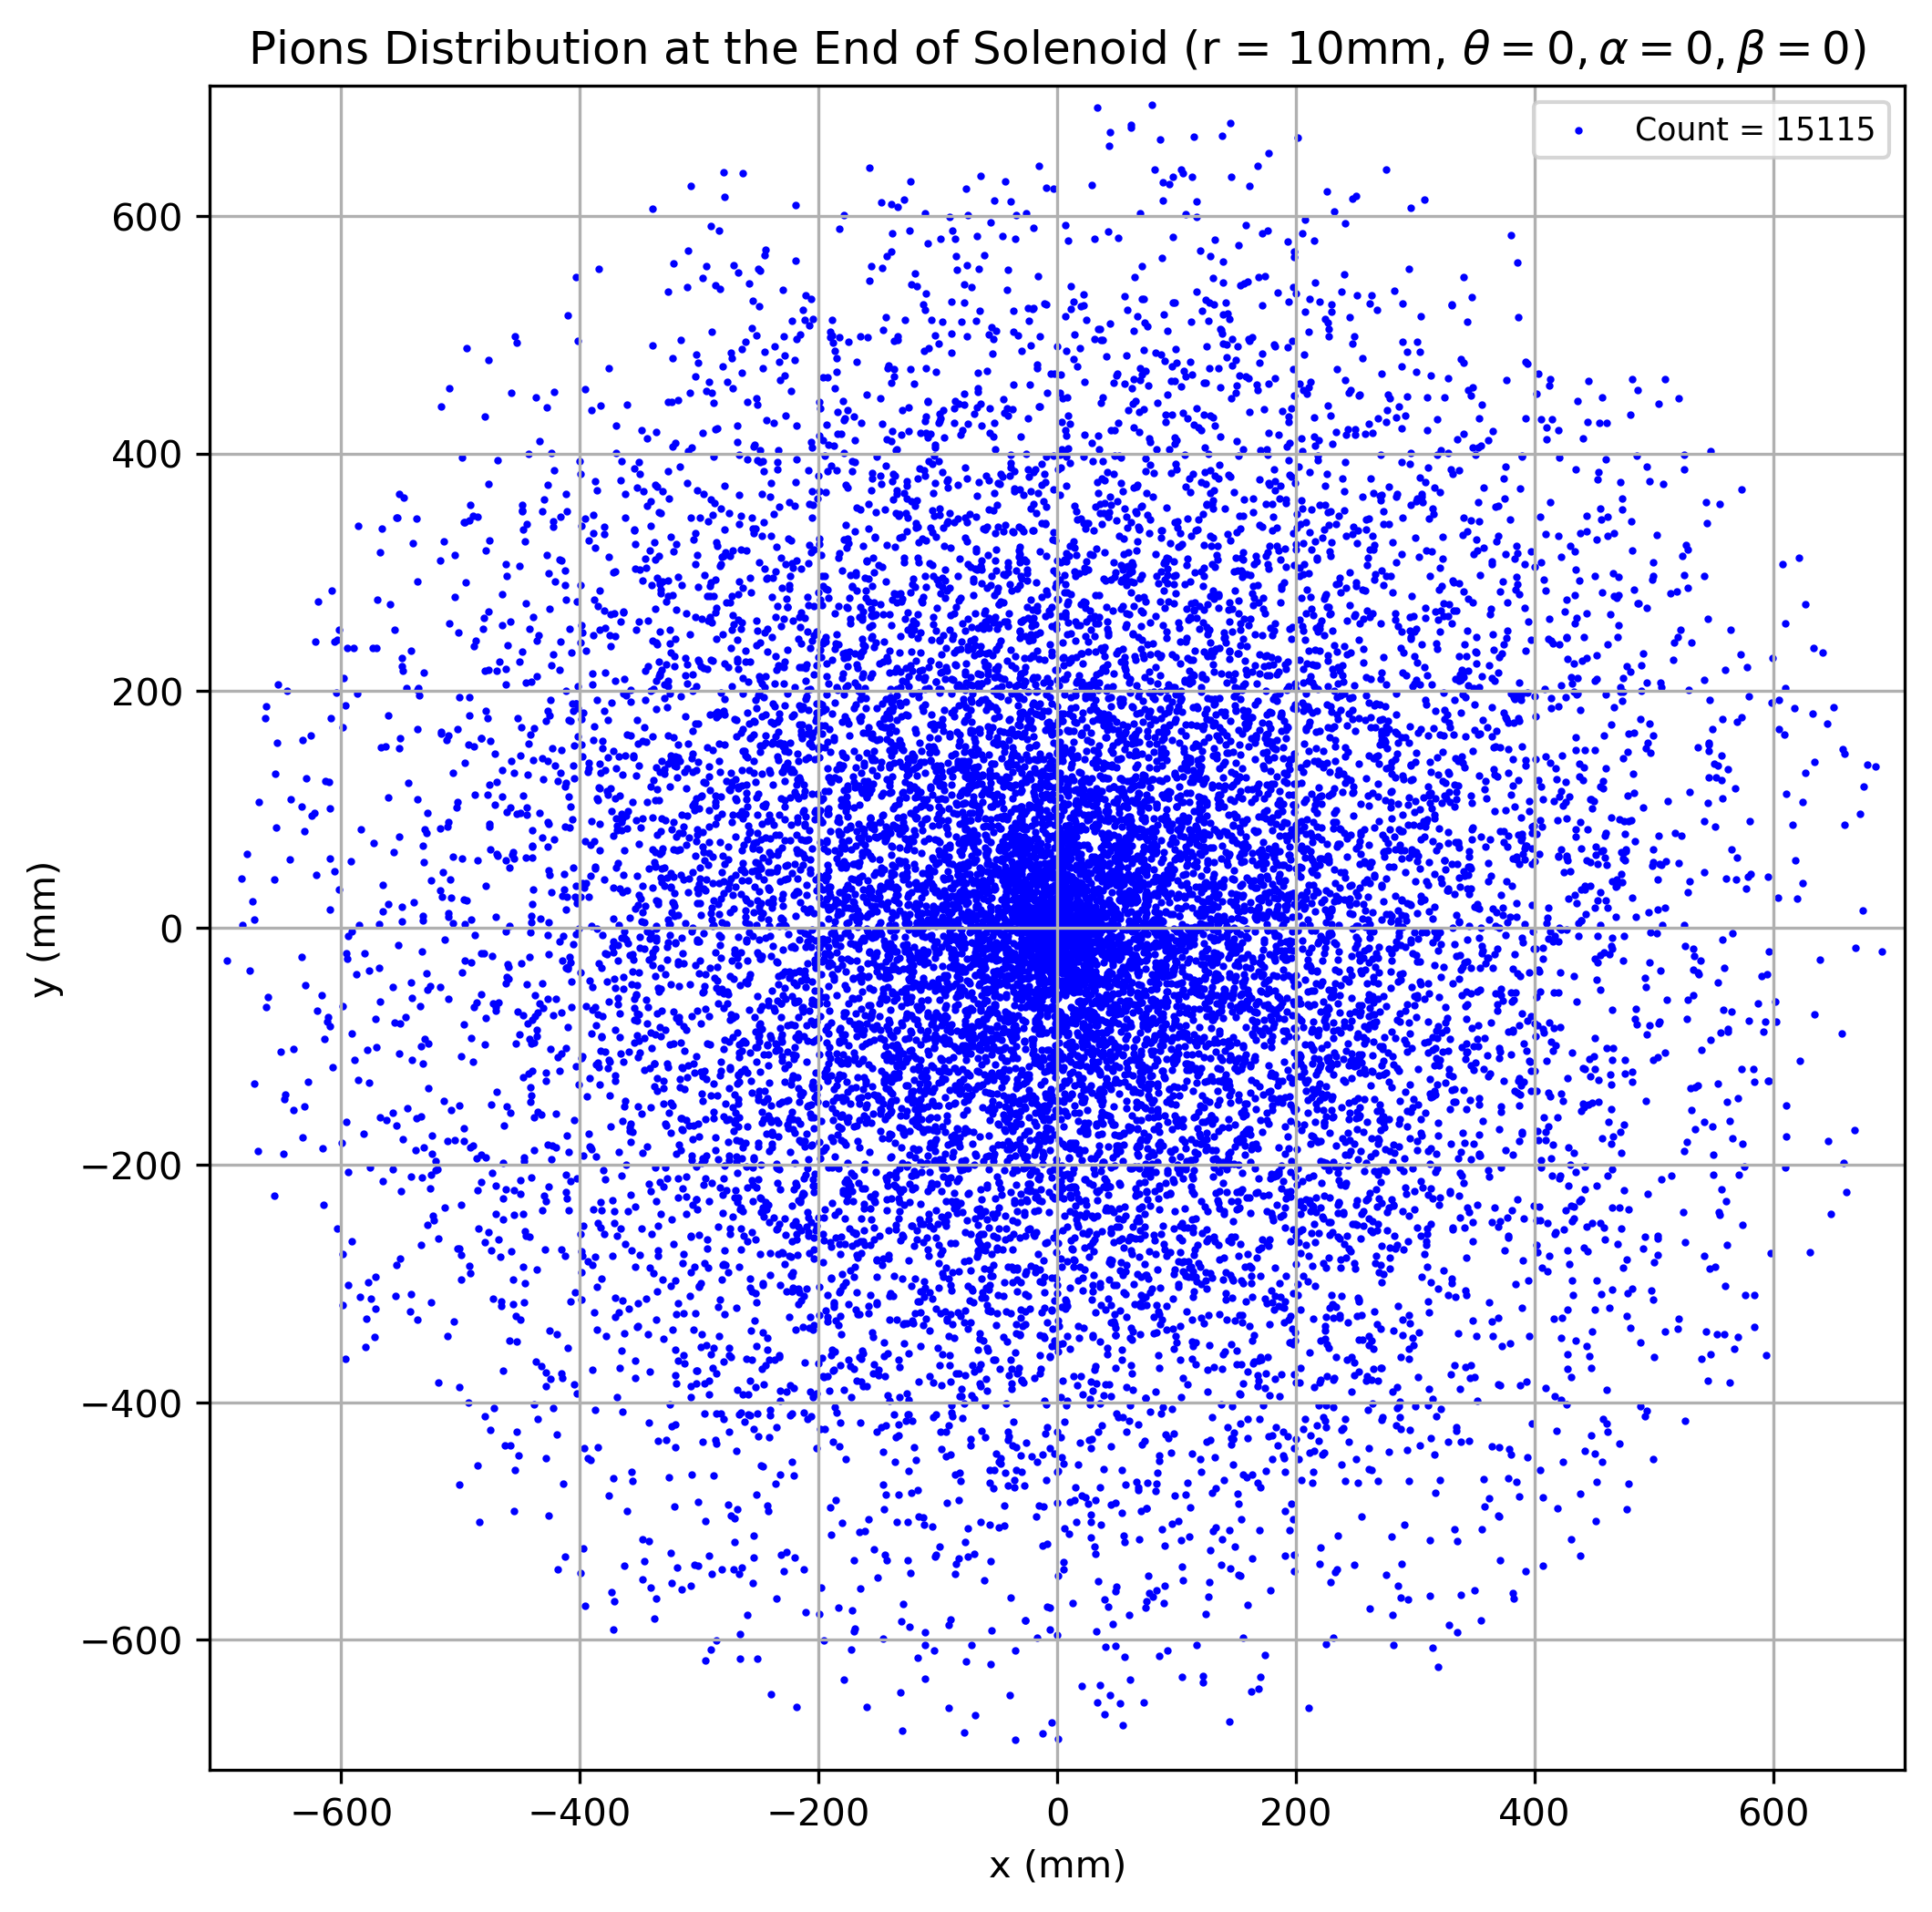 Pions Distribution at the End of Solenoid (r = 10mm, θ = 0, α = 0, β = 0)
Count = 15115
600
400
200
0
−200
−400
−600
y (mm)
−600 −400 −200 0 200 400 600
x (mm)